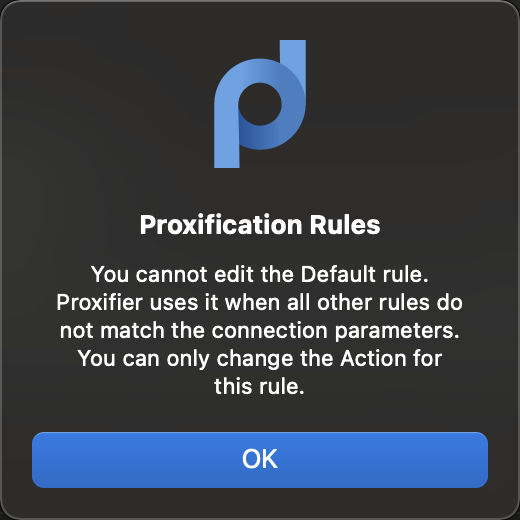 Proxification Rules
You cannot edit the Default rule.
Proxifier uses it when all other rules do
not match the connection parameters.
You can only change the Action for
this rule.
OK